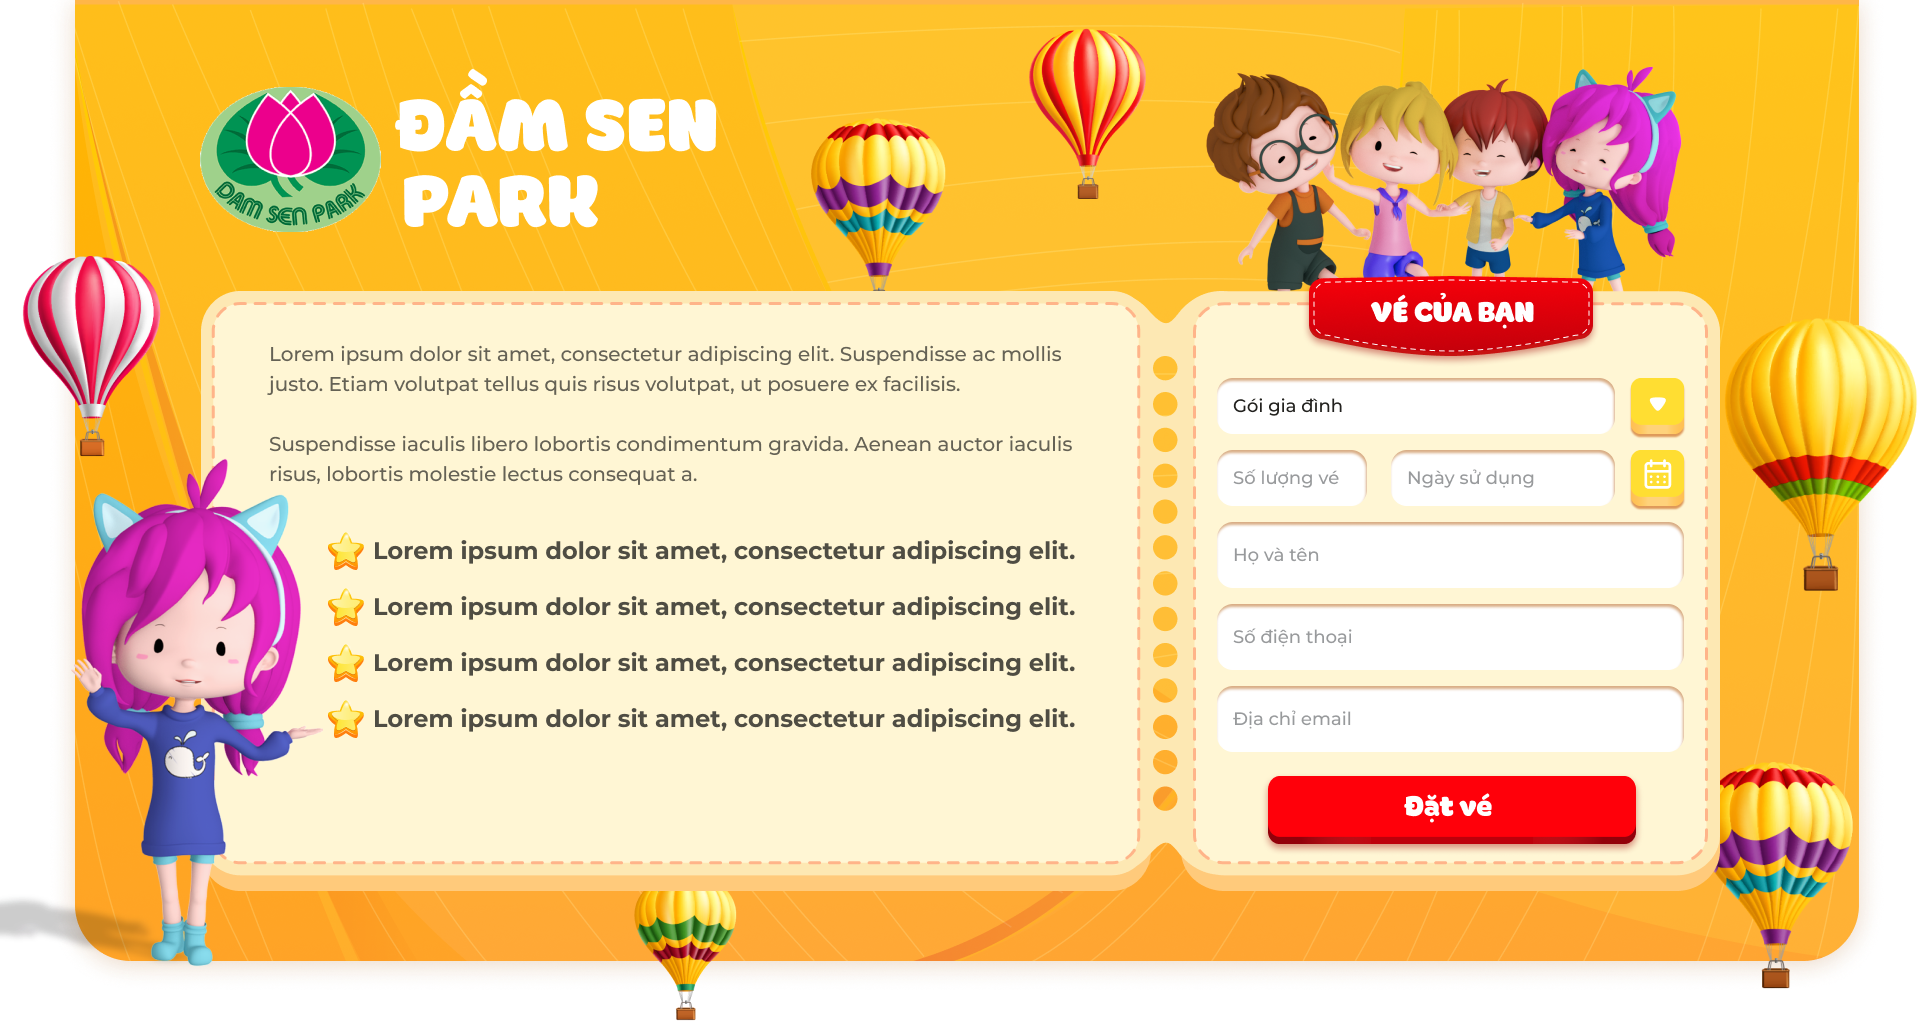 ĐẦM SEN
PARK
DAM SEN PARK
VÉ CỦA BẠN
Lorem ipsum dolor sit amet, consectetur adipiscing elit. Suspendisse ac mollis
justo. Etiam volutpat tellus quis risus volutpat, ut posuere ex facilisis.
Suspendisse iaculis libero lobortis condimentum gravida. Aenean auctor iaculis
risus, lobortis molestie lectus consequat a.
Lorem ipsum dolor sit amet, consectetur adipiscing elit.
Lorem ipsum dolor sit amet, consectetur adipiscing elit.
Lorem ipsum dolor sit amet, consectetur adipiscing elit.
Lorem ipsum dolor sit amet, consectetur adipiscing elit.
Gói gia đình
Số lượng vé
Ngày sử dụng
Họ và tên
Số điện thoại
Địa chỉ email
Đặt vé